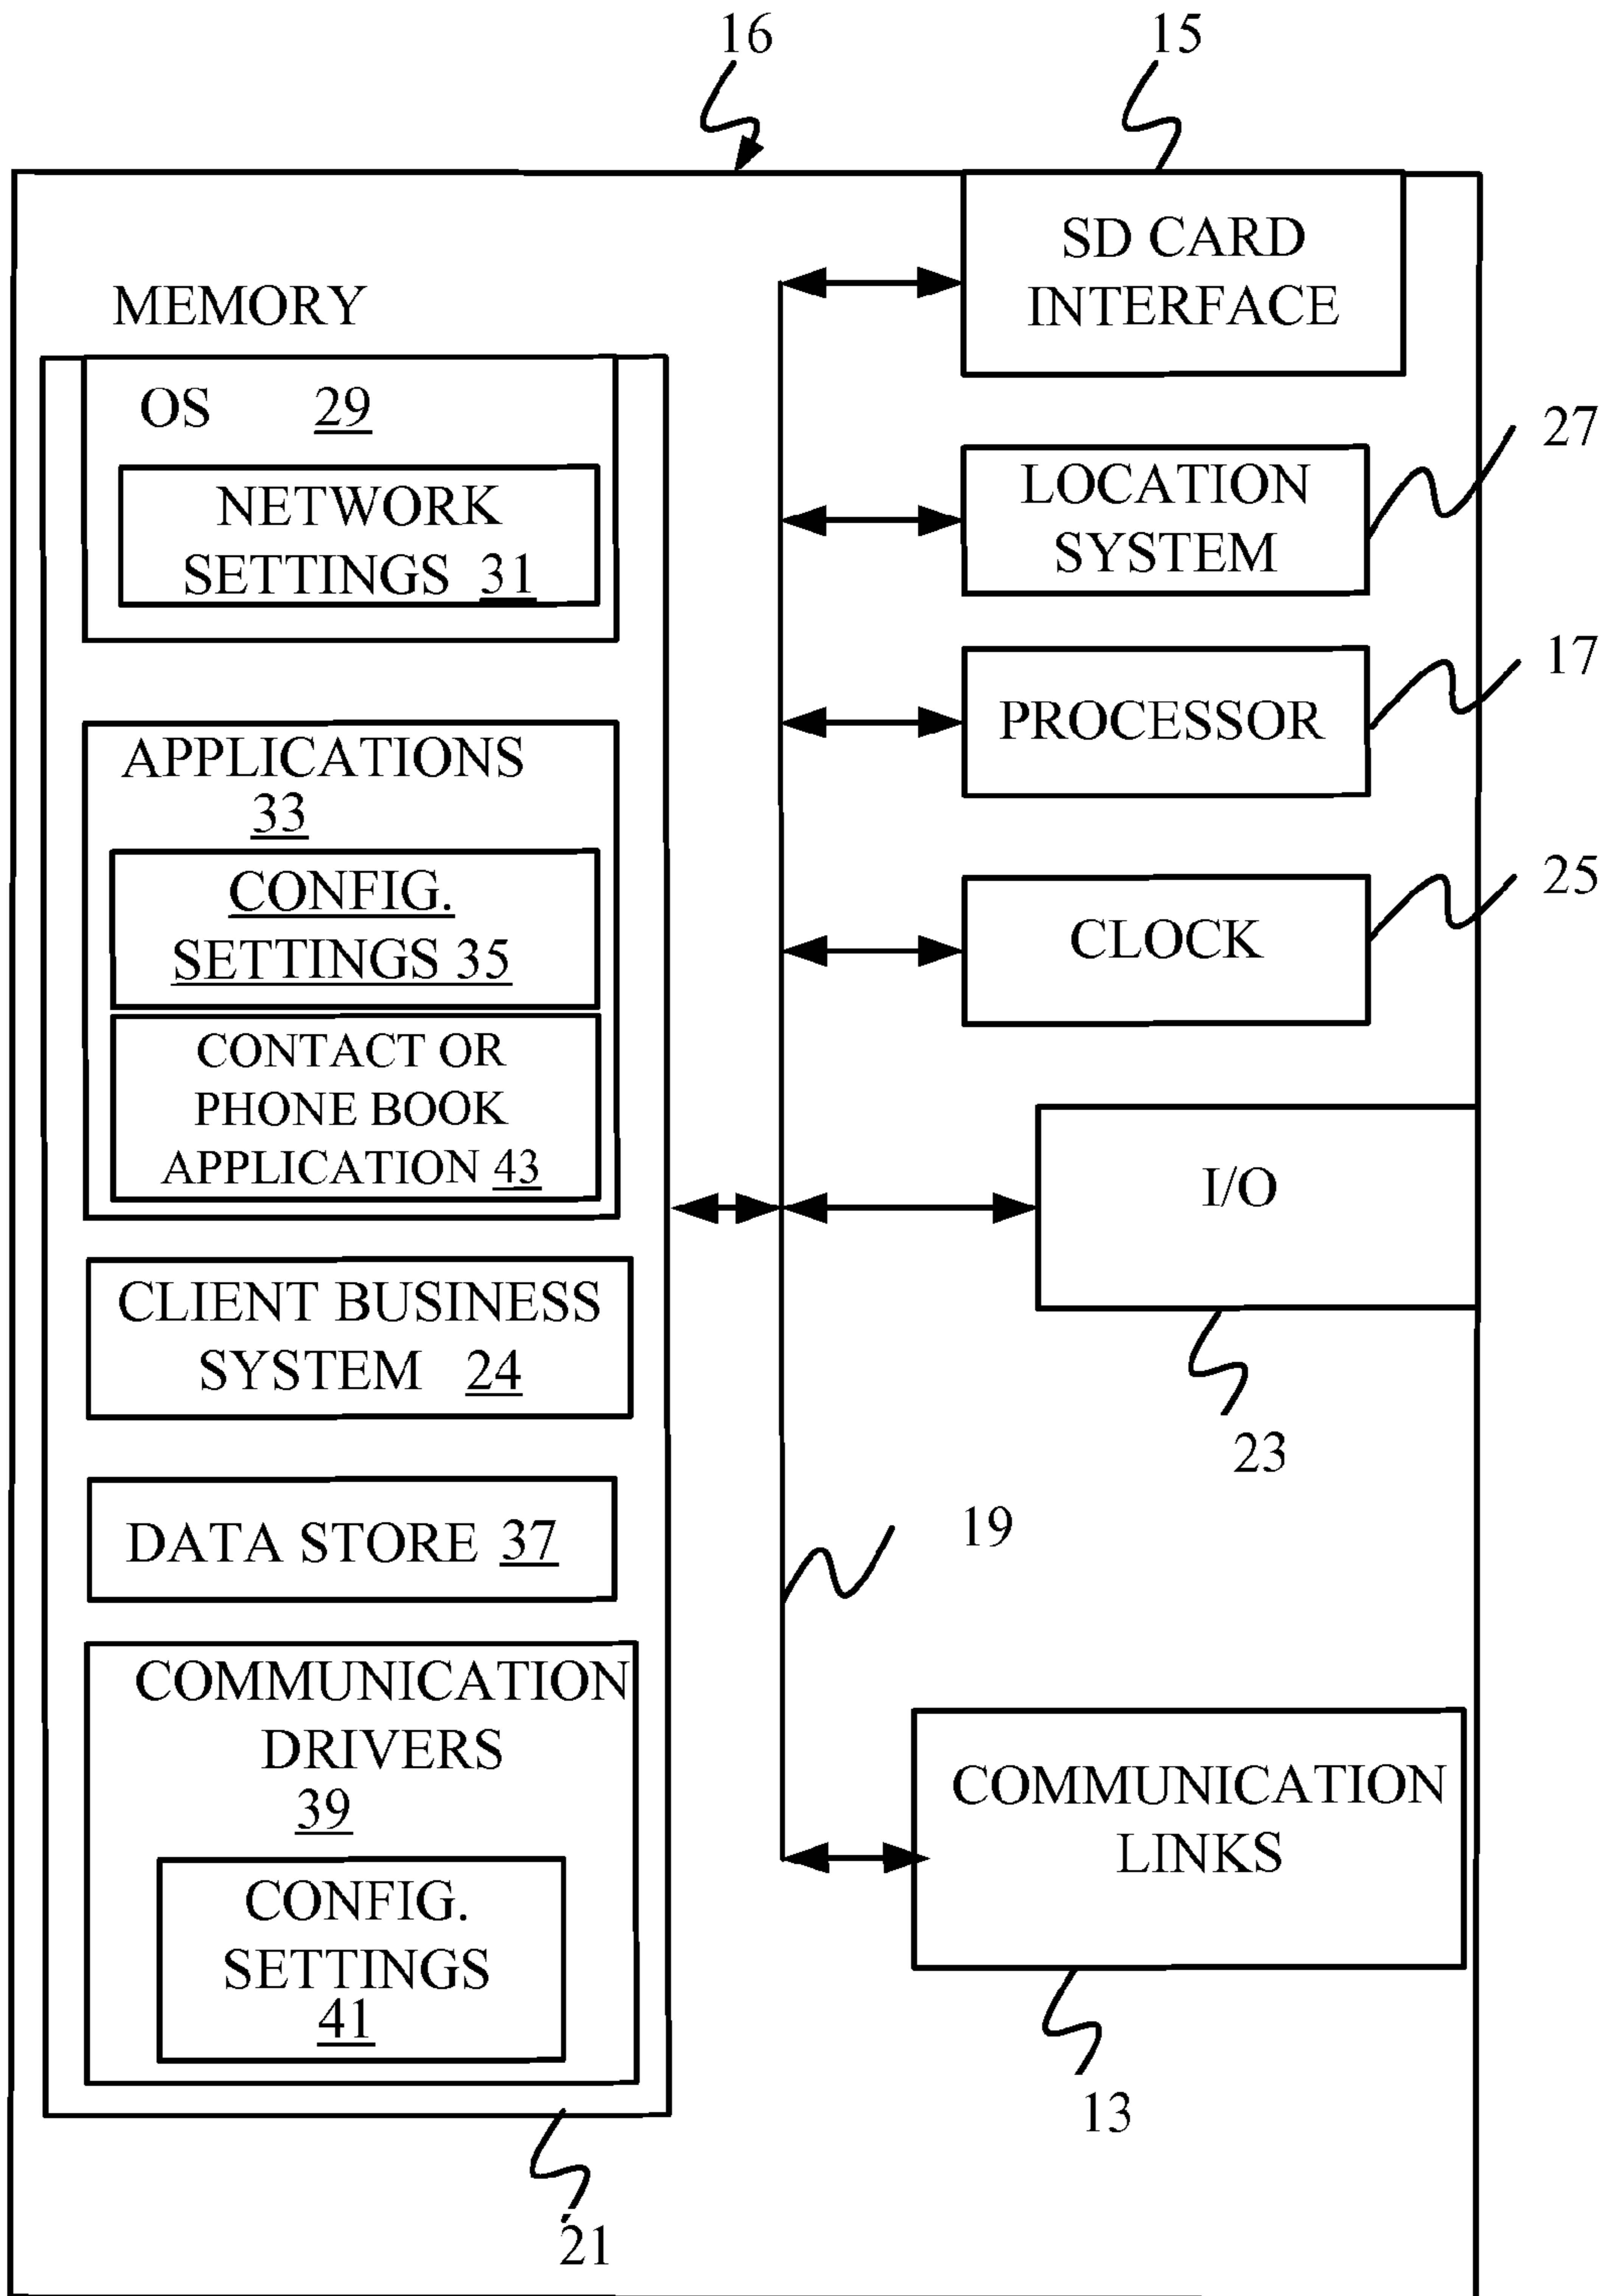 16
15
SD CARD
INTERFACE
MEMORY
OS 29
NETWORK
SETTINGS 31
27
LOCATION
SYSTEM
17
PROCESSOR
APPLICATIONS
33
CONFIG.
SETTINGS 35
25
CLOCK
CONTACT OR
PHONE BOOK
APPLICATION 43
I/O
23
CLIENT BUSINESS
SYSTEM 24
DATA STORE 37
19
COMMUNICATION
DRIVERS
39
CONFIG.
SETTINGS
41
COMMUNICATION
LINKS
13
21